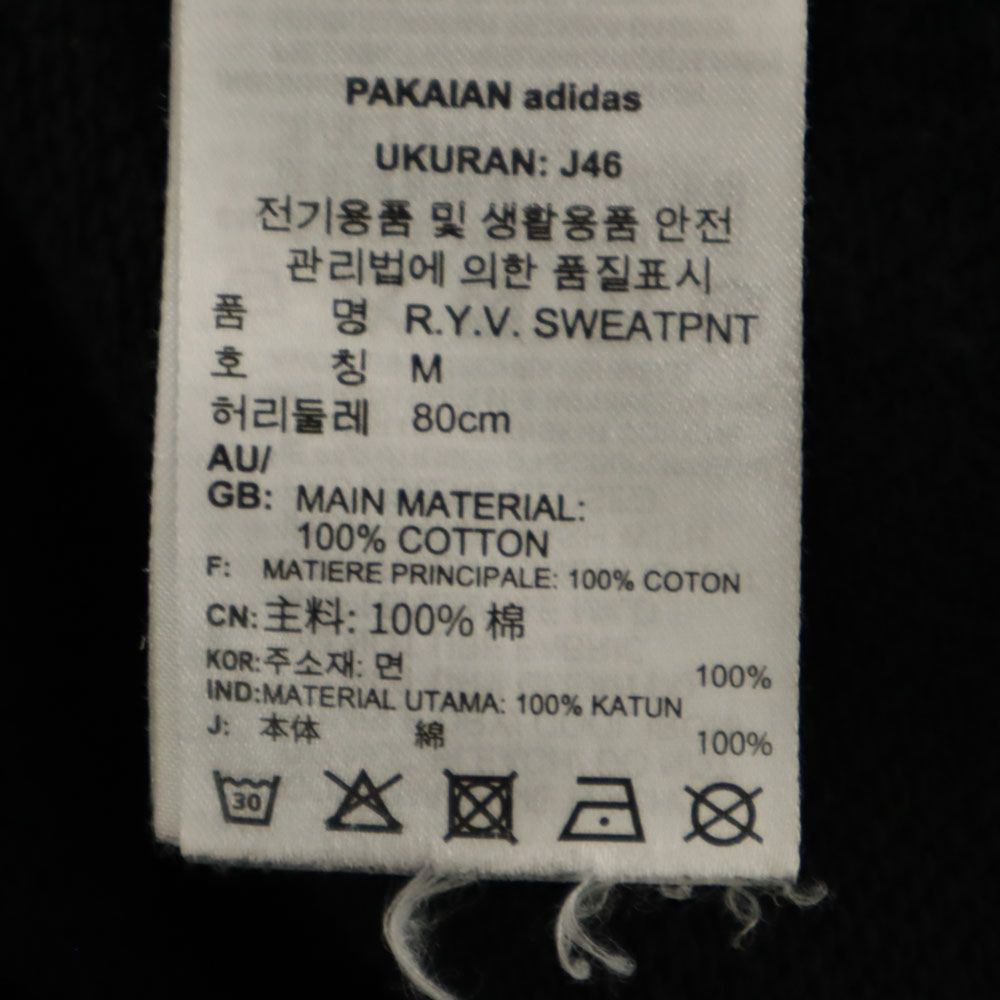 PAKAIAN adidas
UKURAN: J46
전기용품 및 생활용품 안전
관리법에 의한 품질표시
품 명 R.Y.V. SWEATPNT
호 칭 M
허리둘레 80cm
AU/
GB: MAIN MATERIAL:
100% COTTON
F: MATIERE PRINCIPALE: 100% COTON
CN: 主料: 100% 棉
KOR: 주소재: 면 100%
IND: MATERIAL UTAMA: 100% KATUN
J: 本体 綿 100%
30